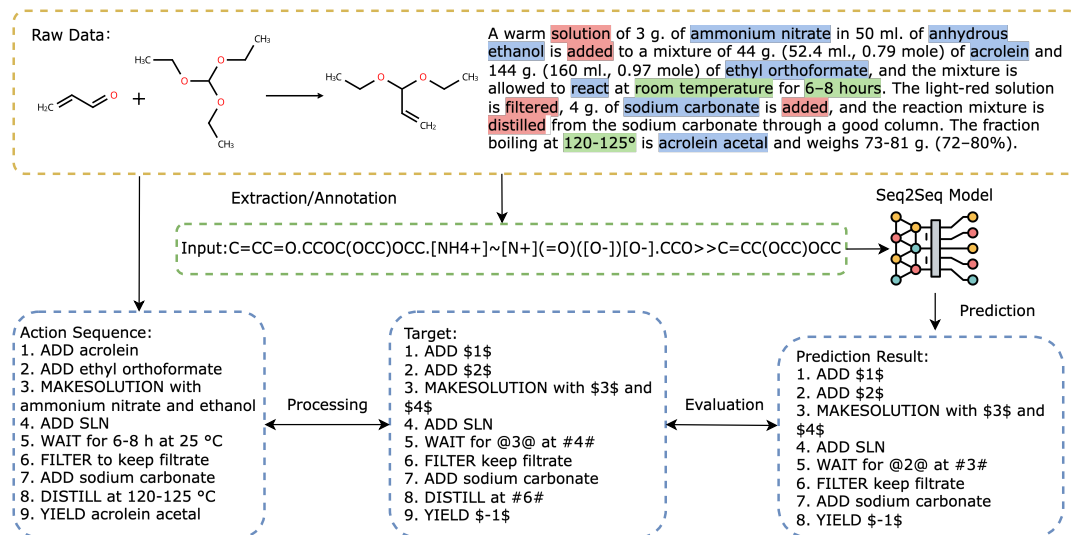 Raw Data:
H₂C
O
+
H₃C
O
O
CH₃
O
CH₃
H₃C
O
O
CH₃
CH₂
A warm solution of 3 g. of ammonium nitrate in 50 ml. of anhydrous
ethanol is added to a mixture of 44 g. (52.4 ml., 0.79 mole) of acrolein and
144 g. (160 ml., 0.97 mole) of ethyl orthoformate, and the mixture is
allowed to react at room temperature for 6–8 hours. The light-red solution
is filtered, 4 g. of sodium carbonate is added, and the reaction mixture is
distilled from the sodium carbonate through a good column. The fraction
boiling at 120-125° is acrolein acetal and weighs 73-81 g. (72–80%).
Extraction/Annotation
Seq2Seq Model
Input:C=CC=O.CCOC(OCC)OCC.[NH4+]~[N+](=O)([O-])[O-].CCO>>C=CC(OCC)OCC
Prediction
Action Sequence:
1. ADD acrolein
2. ADD ethyl orthoformate
3. MAKESOLUTION with
ammonium nitrate and ethanol
4. ADD SLN
5. WAIT for 6-8 h at 25 °C
6. FILTER to keep filtrate
7. ADD sodium carbonate
8. DISTILL at 120-125 °C
9. YIELD acrolein acetal
Processing
Target:
1. ADD $1$
2. ADD $2$
3. MAKESOLUTION with $3$ and
$4$
4. ADD SLN
5. WAIT for @3@ at #4#
6. FILTER keep filtrate
7. ADD sodium carbonate
8. DISTILL at #6#
9. YIELD $-1$
Evaluation
Prediction Result:
1. ADD $1$
2. ADD $2$
3. MAKESOLUTION with $3$ and
$4$
4. ADD SLN
5. WAIT for @2@ at #3#
6. FILTER keep filtrate
7. ADD sodium carbonate
8. YIELD $-1$